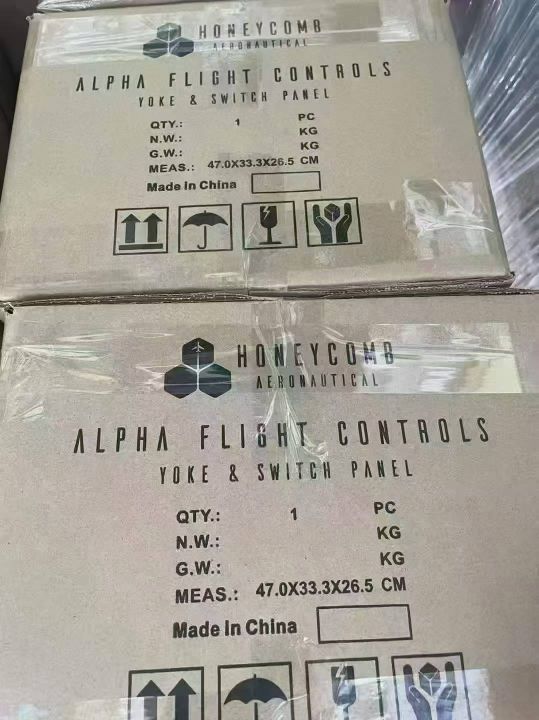 HONEYCOMB
AERONAUTICAL
ALPHA FLIGHT CONTROLS
YOKE & SWITCH PANEL
QTY.: 1 PC
N.W.: KG
G.W.: KG
MEAS.: 47.0X33.3X26.5 CM
Made in China
HONEYCOMB
AERONAUTICAL
ALPHA FLIGHT CONTROLS
YOKE & SWITCH PANEL
QTY.: 1 PC
N.W.: KG
G.W.: KG
MEAS.: 47.0X33.3X26.5 CM
Made in China